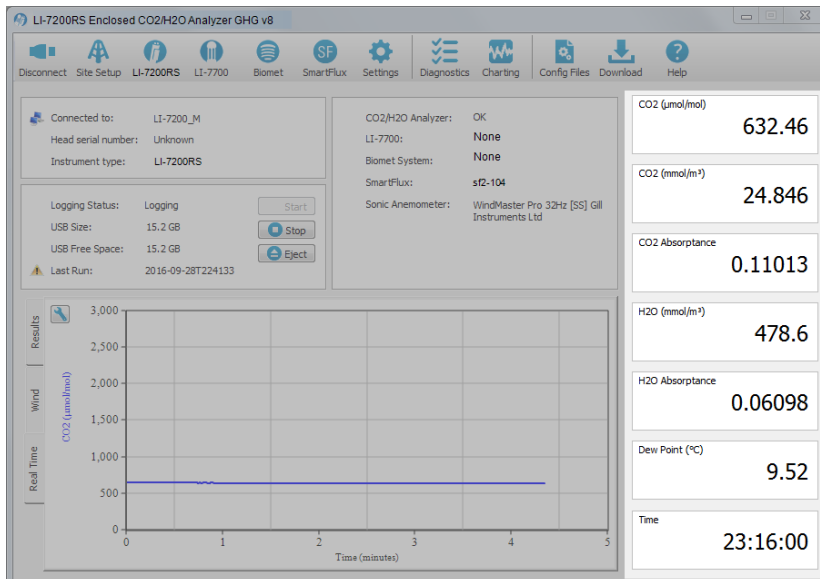 LI-7200RS Enclosed CO2/H2O Analyzer GHG v8
Disconnect Site Setup LI-7200RS LI-7700 Biomet SmartFlux Settings Diagnostics Charting Config Files Download Help
SF
?
Connected to: LI-7200_M
Head serial number: Unknown
Instrument type: LI-7200RS
CO2/H2O Analyzer: OK
LI-7700: None
Biomet System: None
SmartFlux: sf2-104
Sonic Anemometer: WindMaster Pro 32Hz [SS] Gill
Instruments Ltd
Logging Status: Logging
Start
USB Size: 15.2 GB
Stop
USB Free Space: 15.2 GB
Eject
Last Run: 2016-09-28T224133
Results
Wind
Real Time
CO2 (µmol/mol)
3,000
2,500
2,000
1,500
1,000
500
0
0 1 2 3 4 5
Time (minutes)
CO2 (µmol/mol)
632.46
CO2 (mmol/m³)
24.846
CO2 Absorptance
0.11013
H2O (mmol/m³)
478.6
H2O Absorptance
0.06098
Dew Point (°C)
9.52
Time
23:16:00